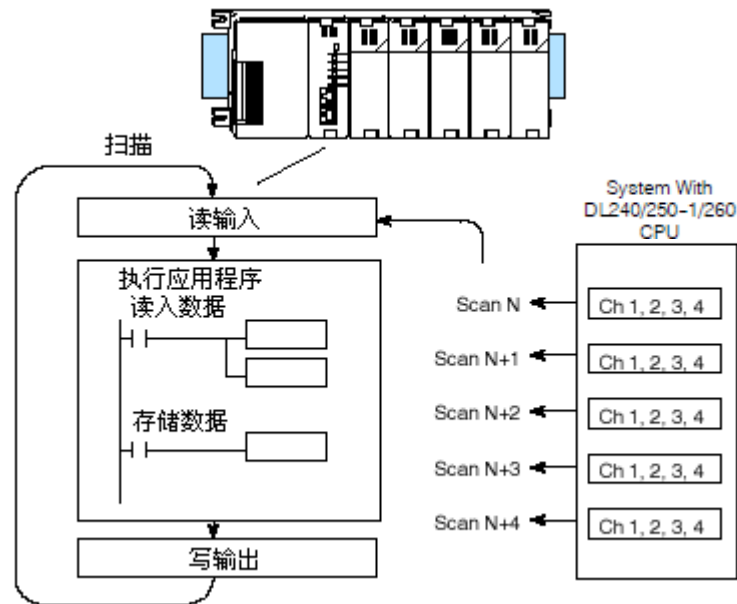 扫描
读输入
执行应用程序
读入数据
存储数据
写输出
System With
DL240/250-1/260
CPU
Scan N
Ch 1, 2, 3, 4
Scan N+1
Ch 1, 2, 3, 4
Scan N+2
Ch 1, 2, 3, 4
Scan N+3
Ch 1, 2, 3, 4
Scan N+4
Ch 1, 2, 3, 4